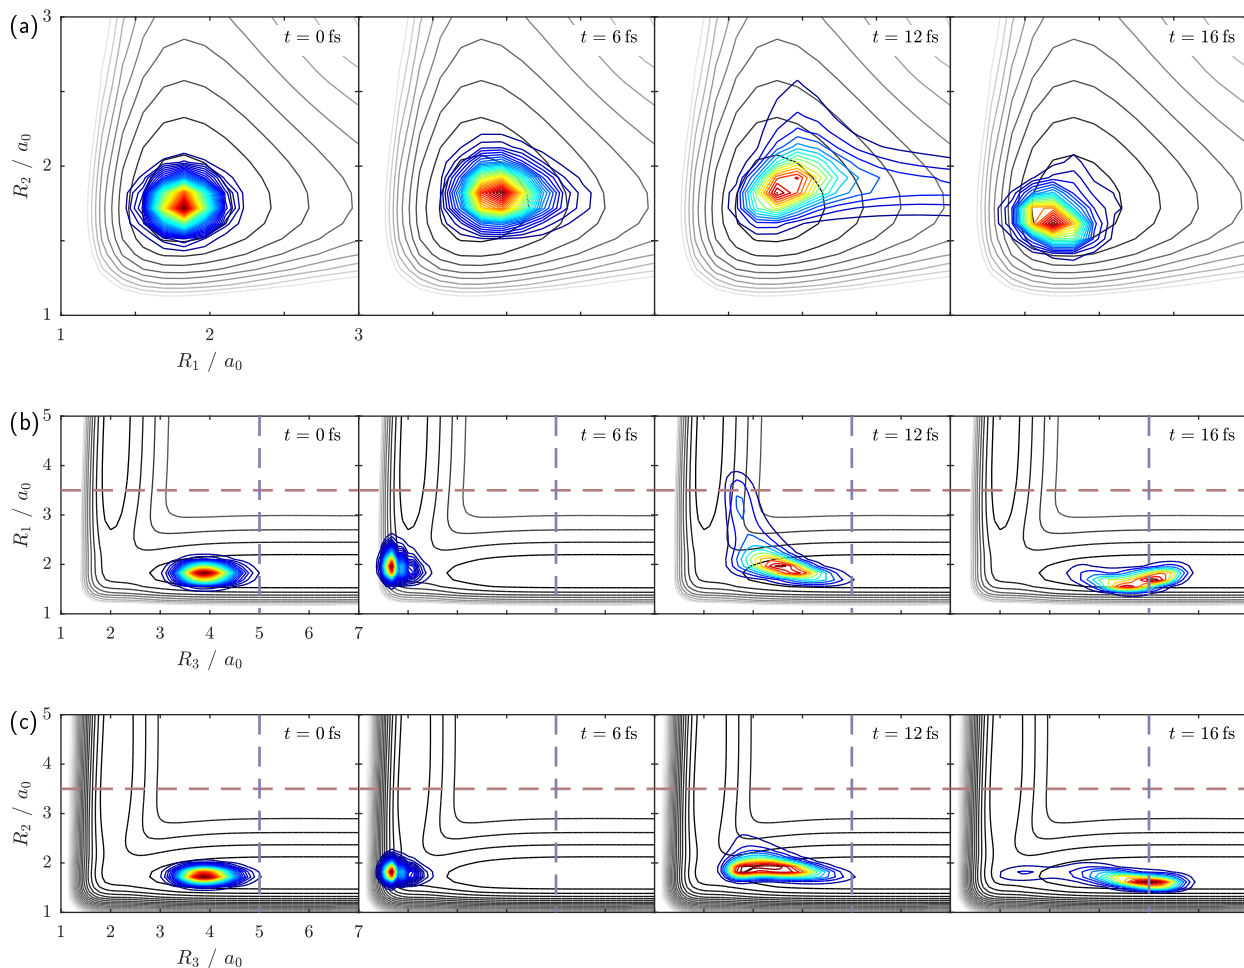 (a)
t = 0 fs
t = 6 fs
t = 12 fs
t = 16 fs
3
2
1
R₂ / a₀
1
2
3
R₁ / a₀
(b)
t = 0 fs
t = 6 fs
t = 12 fs
t = 16 fs
5
4
3
2
1
R₁ / a₀
1
2
3
4
5
6
7
R₃ / a₀
(c)
t = 0 fs
t = 6 fs
t = 12 fs
t = 16 fs
5
4
3
2
1
R₂ / a₀
1
2
3
4
5
6
7
R₃ / a₀